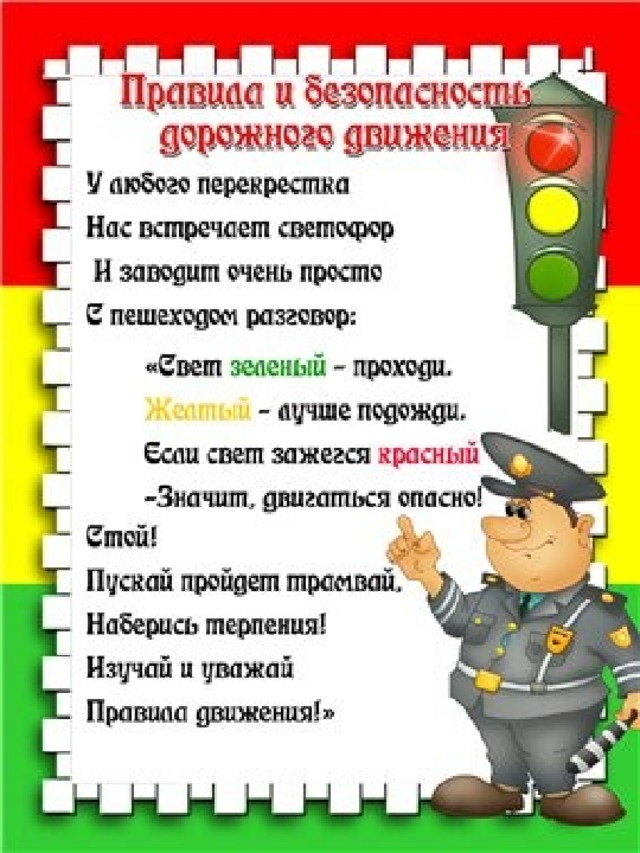 Правила и безопасность
дорожного движения
У любого перекрестка
Нас встречает светофор
И заводит очень просто
С пешеходом разговор:
«Свет зеленый - проходи.
Желтый - лучше подожди.
Если свет зажегся красный
-Значит, двигаться опасно!
Стой!
Пускай пройдет трамвай,
Наберись терпения!
Изучай и уважай
Правила движения!»